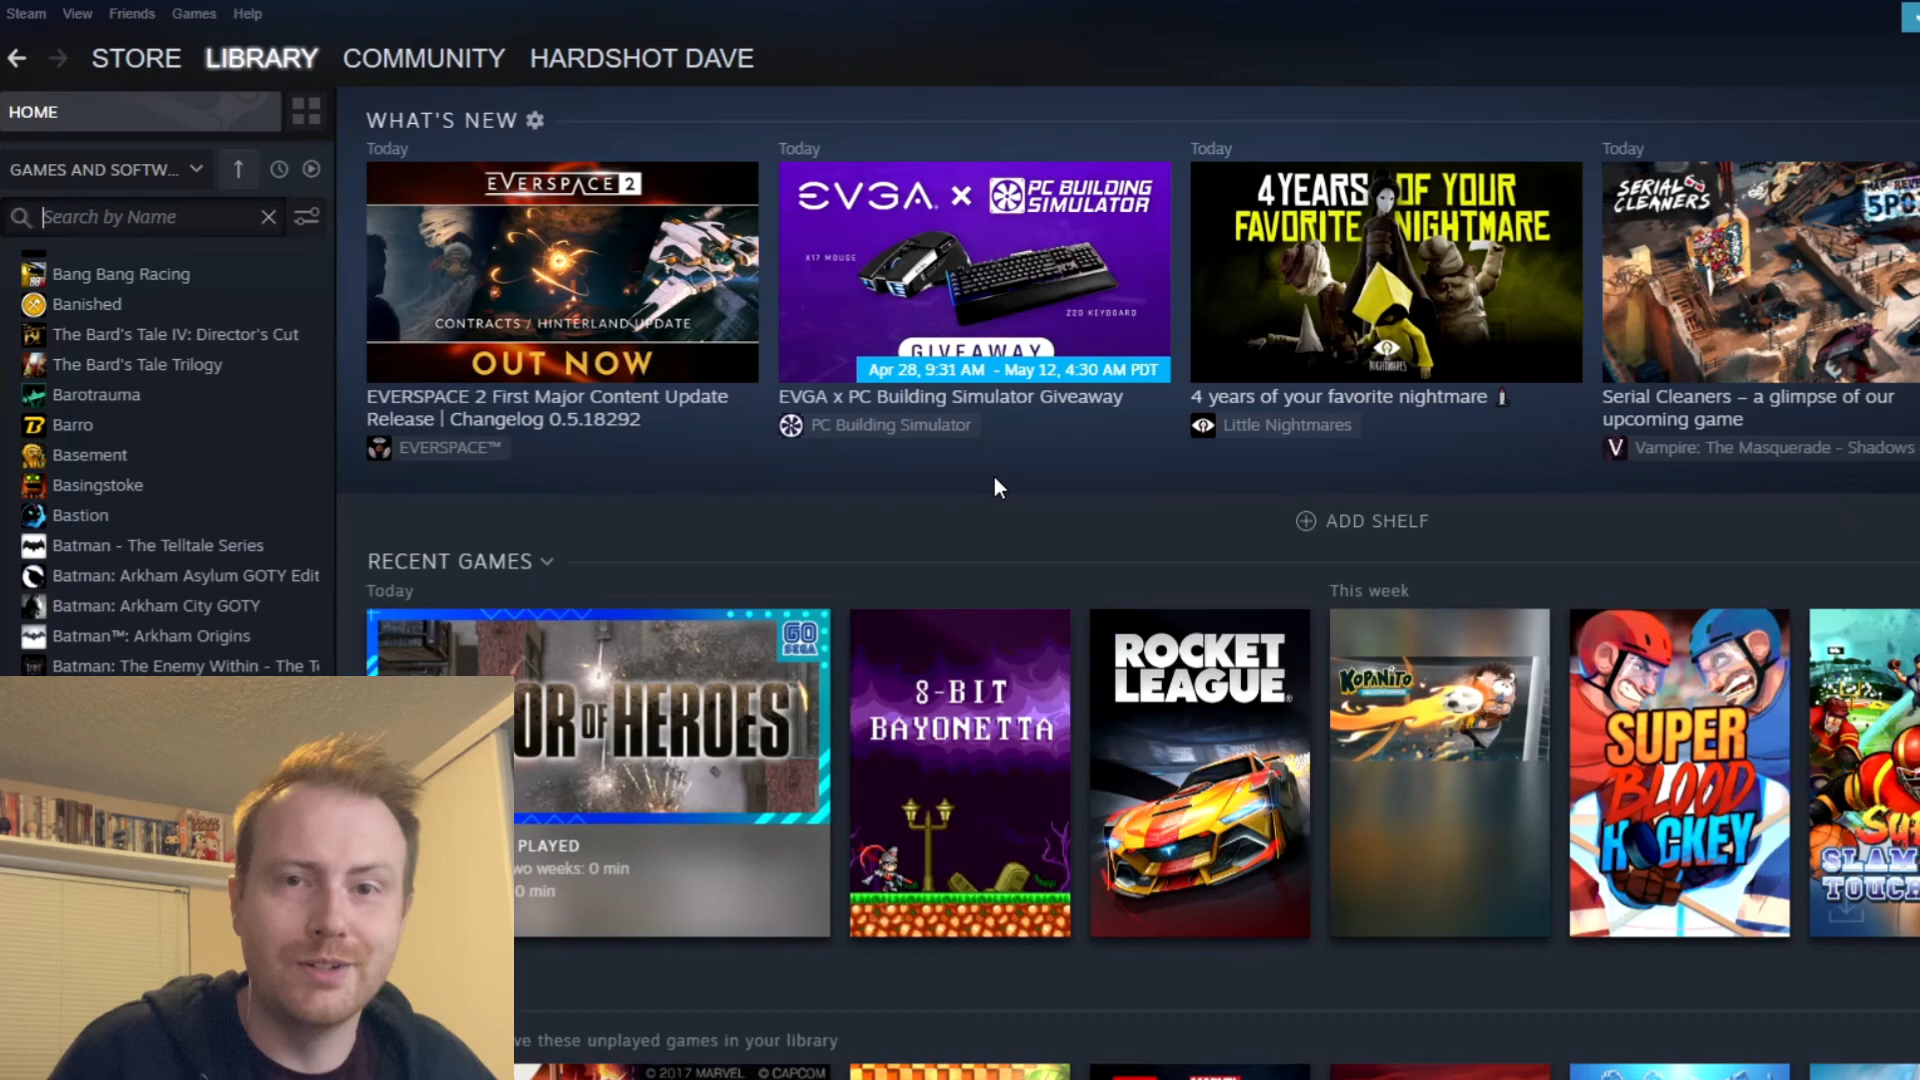 Steam View Friends Games Help
STORE LIBRARY COMMUNITY HARDSHOT DAVE
HOME
GAMES AND SOFTW...
Search by Name
Bang Bang Racing
Banished
The Bard's Tale IV: Director's Cut
The Bard's Tale Trilogy
Barotrauma
Barro
Basement
Basingstoke
Bastion
Batman - The Telltale Series
Batman: Arkham Asylum GOTY Edit
Batman: Arkham City GOTY
Batman™: Arkham Origins
Batman: The Enemy Within - The T
WHAT'S NEW
Today
EVERSPACE 2
CONTRACTS / HINTERLAND UPDATE
OUT NOW
EVERSPACE 2 First Major Content Update
Release | Changelog 0.5.18292
EVERSPACE™
Today
EVGA × PC BUILDING
SIMULATOR
X17 MOUSE
Z20 KEYBOARD
GIVEAWAY
Apr 28, 9:31 AM - May 12, 4:30 AM PDT
EVGA x PC Building Simulator Giveaway
PC Building Simulator
Today
4 YEARS OF YOUR
FAVORITE NIGHTMARE
NIGHTMARES
4 years of your favorite nightmare
Little Nightmares
Today
SERIAL
CLEANERS
Serial Cleaners – a glimpse of our
upcoming game
Vampire: The Masquerade - Shadows
ADD SHELF
RECENT GAMES
Today
GO
SEGA
OR OF HEROES
PLAYED
wo weeks: 0 min
0 min
8-BIT
BAYONETTA
ROCKET
LEAGUE
This week
KOPANITO
SUPER
BLOOD
HOCKEY
SU
SLAM
TOUCH
ve these unplayed games in your library
© 2017 MARVEL © CAPCOM